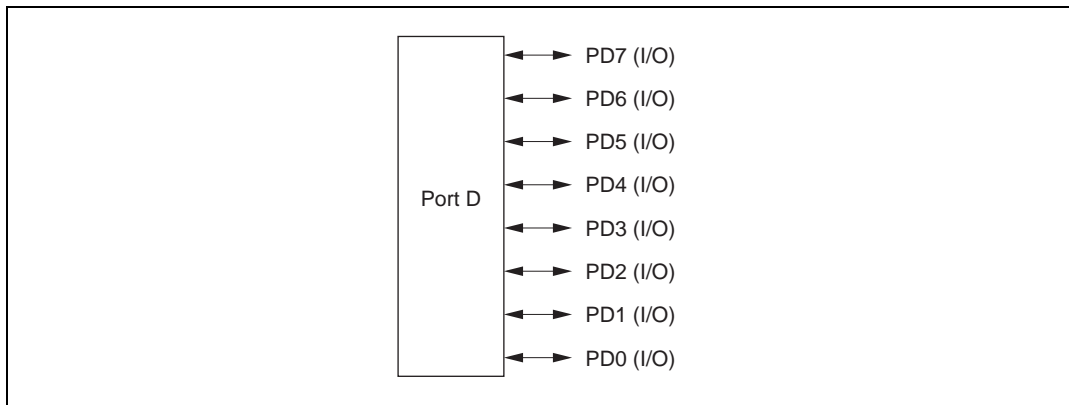 PD7 (I/O)
PD6 (I/O)
PD5 (I/O)
PD4 (I/O)
Port D
PD3 (I/O)
PD2 (I/O)
PD1 (I/O)
PD0 (I/O)